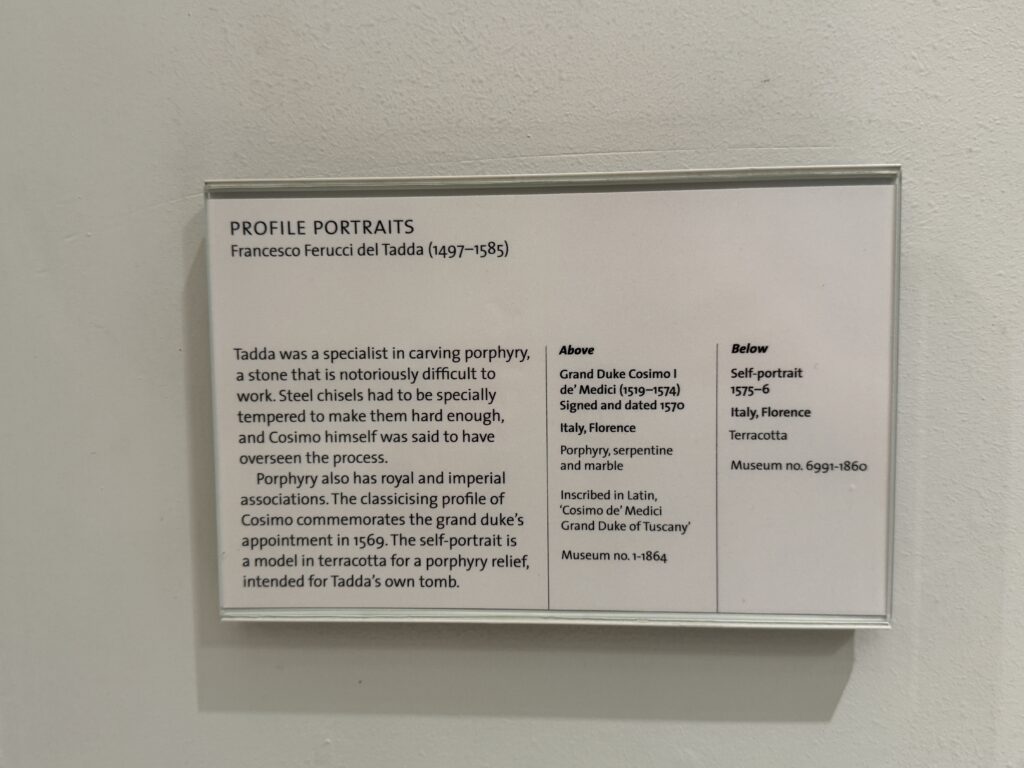 PROFILE PORTRAITS
Francesco Ferucci del Tadda (1497–1585)
Tadda was a specialist in carving porphyry,
a stone that is notoriously difficult to
work. Steel chisels had to be specially
tempered to make them hard enough,
and Cosimo himself was said to have
overseen the process.
Porphyry also has royal and imperial
associations. The classicising profile of
Cosimo commemorates the grand duke's
appointment in 1569. The self-portrait is
a model in terracotta for a porphyry relief,
intended for Tadda's own tomb.
Above
Grand Duke Cosimo I
de' Medici (1519–1574)
Signed and dated 1570
Italy, Florence
Porphyry, serpentine
and marble
Inscribed in Latin,
'Cosimo de' Medici
Grand Duke of Tuscany'
Museum no. 1-1864
Below
Self-portrait
1575–6
Italy, Florence
Terracotta
Museum no. 6991-1860